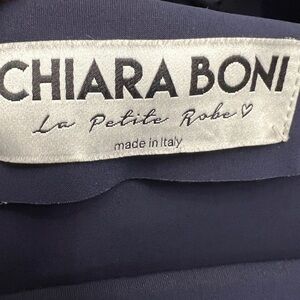 CHIARA BONI
La Petite Robe ♡
made in Italy